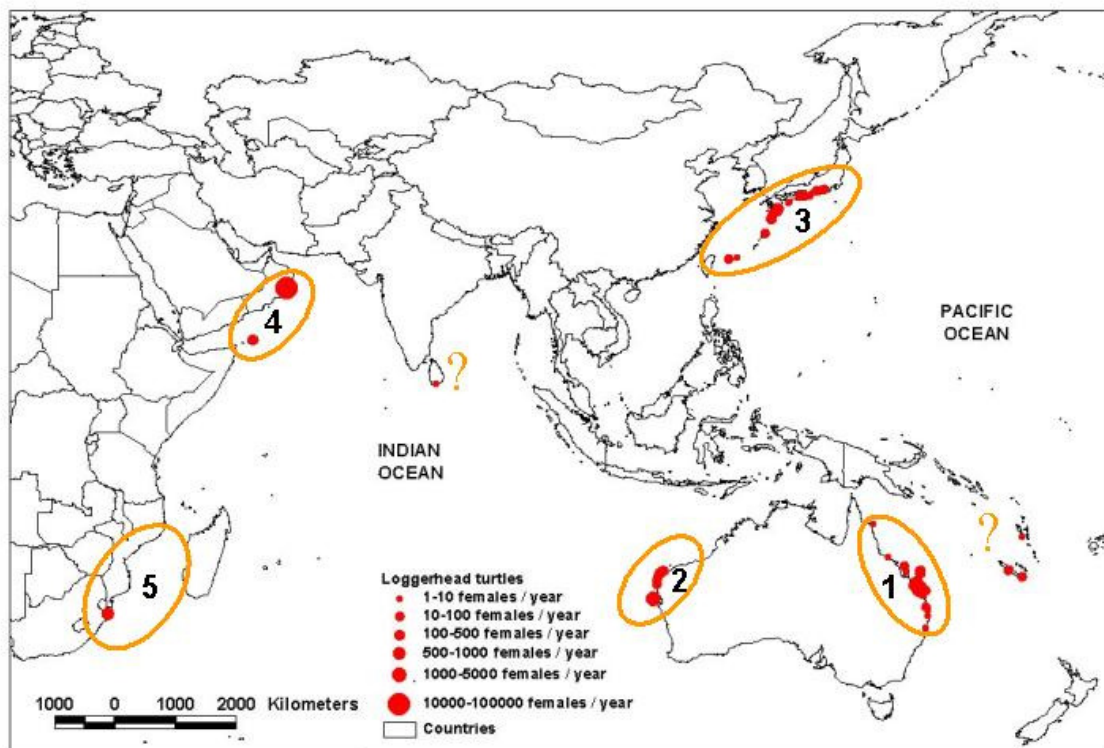 3
PACIFIC
OCEAN
4
?
INDIAN
OCEAN
?
5
2
1
Loggerhead turtles
1-10 females / year
10-100 females / year
100-500 females / year
500-1000 females / year
1000-5000 females / year
10000-100000 females / year
Countries
1000 0 1000 2000 Kilometers